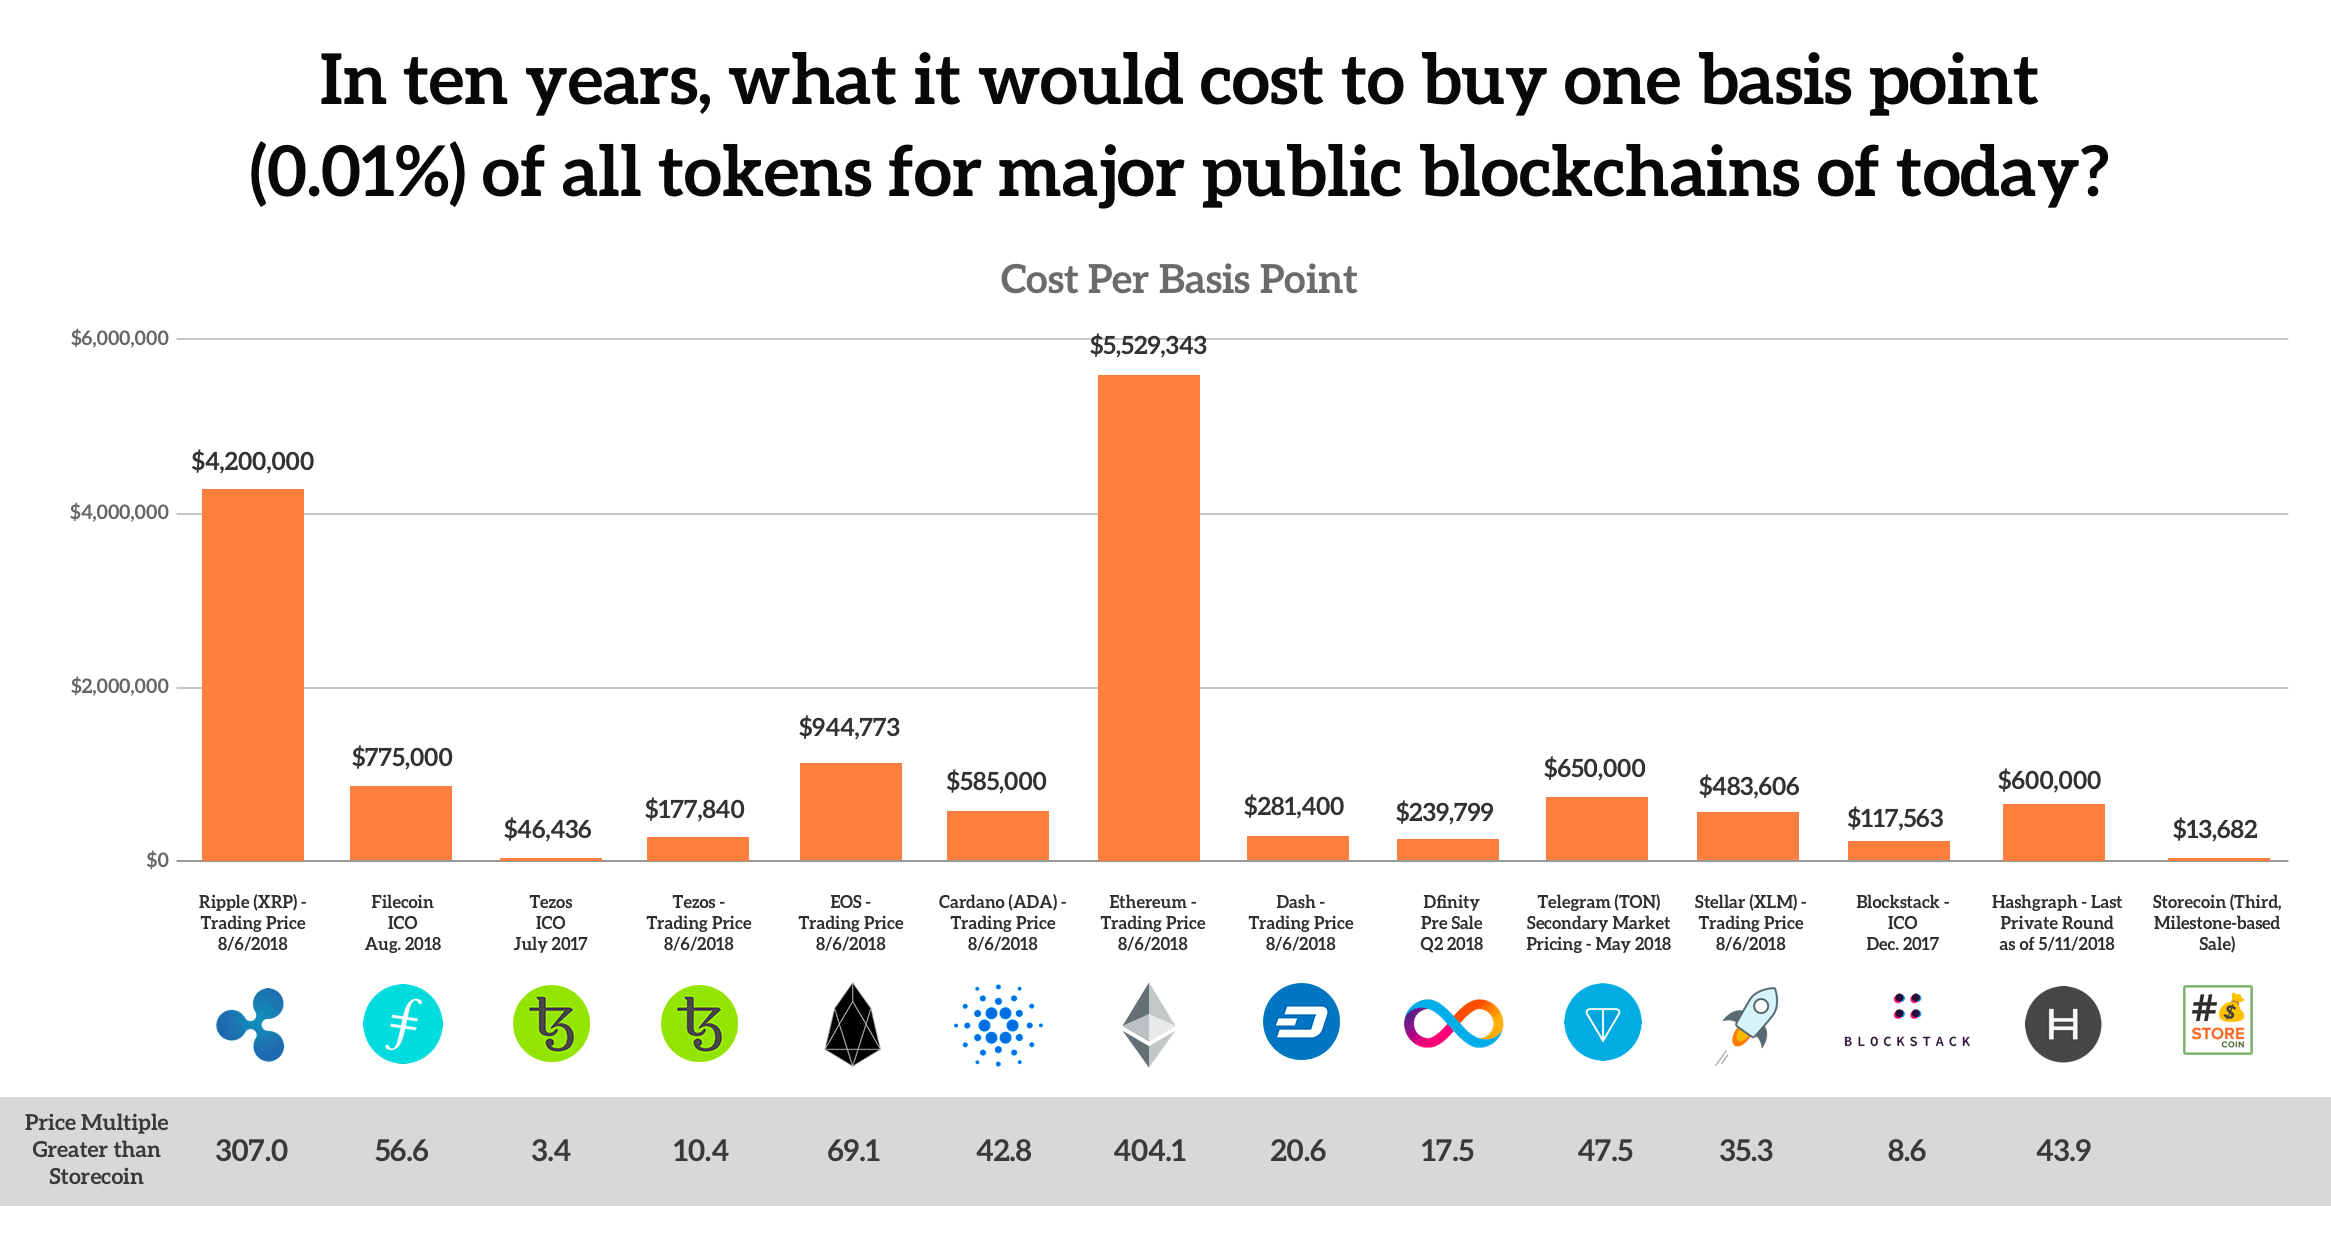 In ten years, what it would cost to buy one basis point
(0.01%) of all tokens for major public blockchains of today?
Cost Per Basis Point
$6,000,000
$4,000,000
$2,000,000
$0
$4,200,000
$775,000
$46,436
$177,840
$944,773
$585,000
$5,529,343
$281,400
$239,799
$650,000
$483,606
$117,563
$600,000
$13,682
Ripple (XRP) -
Trading Price
8/6/2018
Filecoin
ICO
Aug. 2018
Tezos
ICO
July 2017
Tezos -
Trading Price
8/6/2018
EOS -
Trading Price
8/6/2018
Cardano (ADA) -
Trading Price
8/6/2018
Ethereum -
Trading Price
8/6/2018
Dash -
Trading Price
8/6/2018
Dfinity
Pre Sale
Q2 2018
Telegram (TON)
Secondary Market
Pricing - May 2018
Stellar (XLM) -
Trading Price
8/6/2018
Blockstack -
ICO
Dec. 2017
Hashgraph - Last
Private Round
as of 5/11/2018
Storecoin (Third,
Milestone-based
Sale)
BLOCKSTACK
#
STORE
COIN
Price Multiple
Greater than
Storecoin
307.0
56.6
3.4
10.4
69.1
42.8
404.1
20.6
17.5
47.5
35.3
8.6
43.9